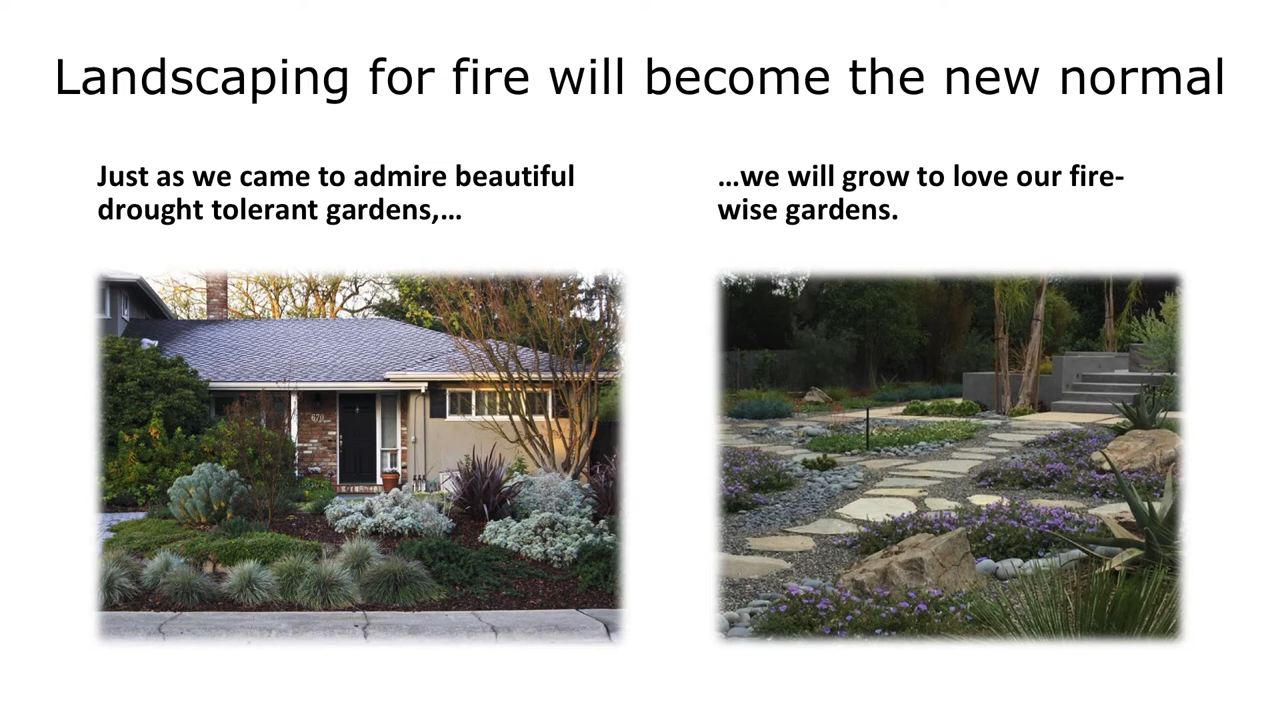 Landscaping for fire will become the new normal
Just as we came to admire beautiful
drought tolerant gardens,...
...we will grow to love our fire-
wise gardens.